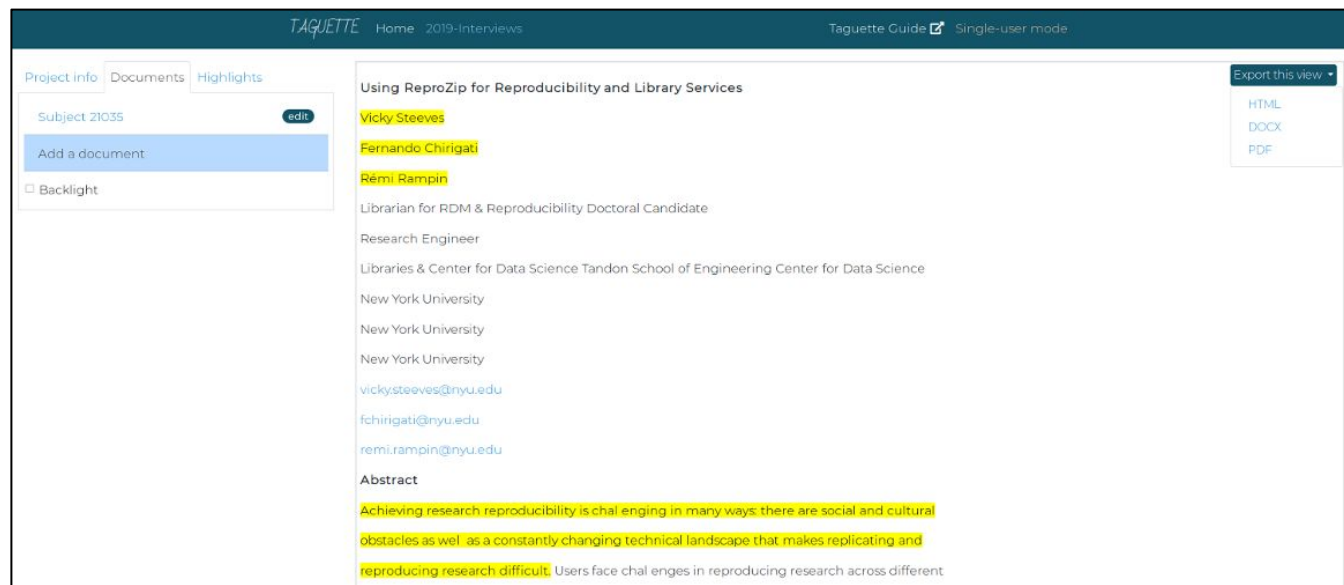 TAGUETTE Home 2019-Interviews Taguette Guide Single-user mode
Project info Documents Highlights
Subject 21035 edit
Add a document
Backlight
Using ReproZip for Reproducibility and Library Services
Vicky Steeves
Fernando Chirigati
Rémi Rampin
Librarian for RDM & Reproducibility Doctoral Candidate
Research Engineer
Libraries & Center for Data Science Tandon School of Engineering Center for Data Science
New York University
New York University
New York University
vicky.steeves@nyu.edu
fchirigati@nyu.edu
remi.rampin@nyu.edu
Abstract
Achieving research reproducibility is chal enging in many ways: there are social and cultural
obstacles as wel as a constantly changing technical landscape that makes replicating and
reproducing research difficult. Users face chal enges in reproducing research across different
Export this view
HTML
DOCX
PDF